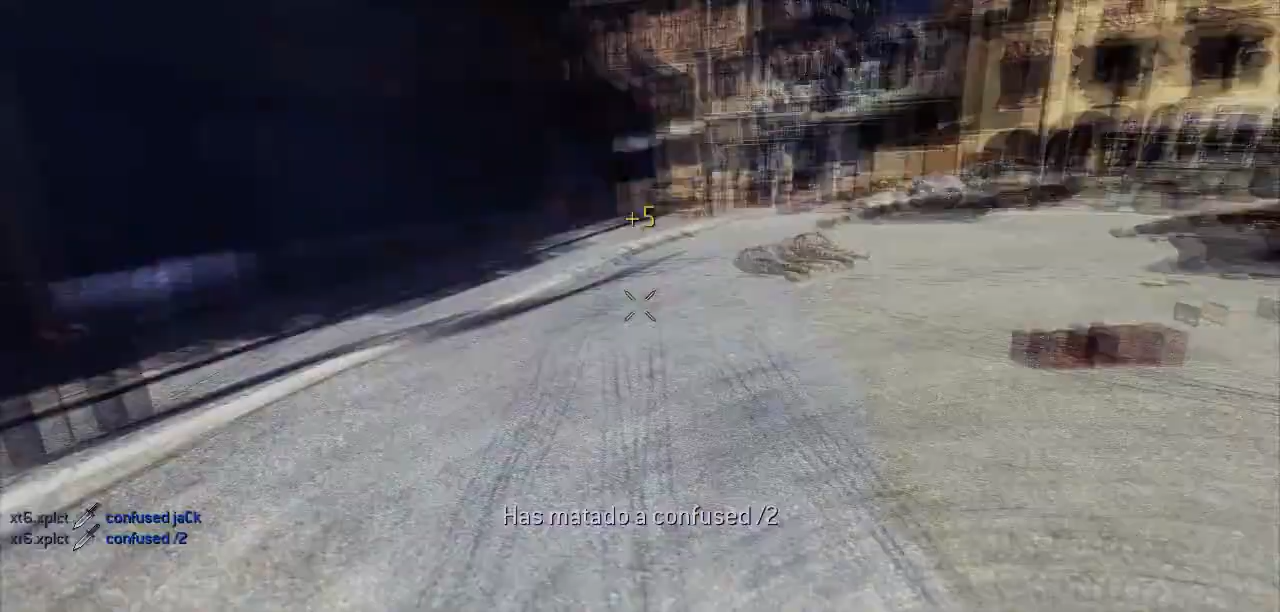 +5
xt6.xplct confused jaCk
xt6.xplct confused /2
Has matado a confused /2